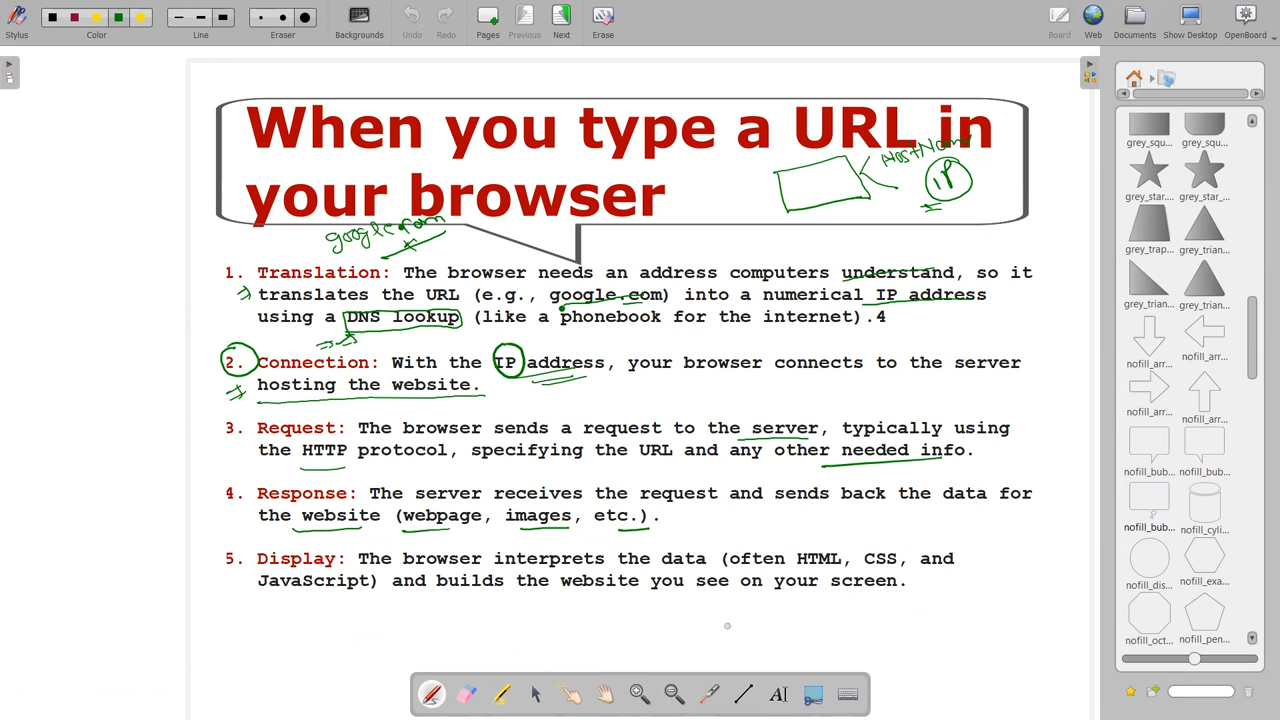 Stylus
Color
Line
Eraser
Backgrounds
Undo
Redo
Pages
Previous
Next
Erase
Board
Web
Documents
Show Desktop
OpenBoard
When you type a URL in
your browser
HostName
IP
google.com
1. Translation: The browser needs an address computers understand, so it
translates the URL (e.g., google.com) into a numerical IP address
using a DNS lookup (like a phonebook for the internet).4
2. Connection: With the IP address, your browser connects to the server
hosting the website.
3. Request: The browser sends a request to the server, typically using
the HTTP protocol, specifying the URL and any other needed info.
4. Response: The server receives the request and sends back the data for
the website (webpage, images, etc.).
5. Display: The browser interprets the data (often HTML, CSS, and
JavaScript) and builds the website you see on your screen.
AI
grey_squ... grey_squ...
grey_star... grey_star...
grey_trap... grey_trian...
grey_trian... grey_trian...
nofill_arr... nofill_arr...
nofill_arr... nofill_arr...
nofill_bub... nofill_bub...
nofill_bub... nofill_cyli...
nofill_dis... nofill_exa...
nofill_oct... nofill_pen...